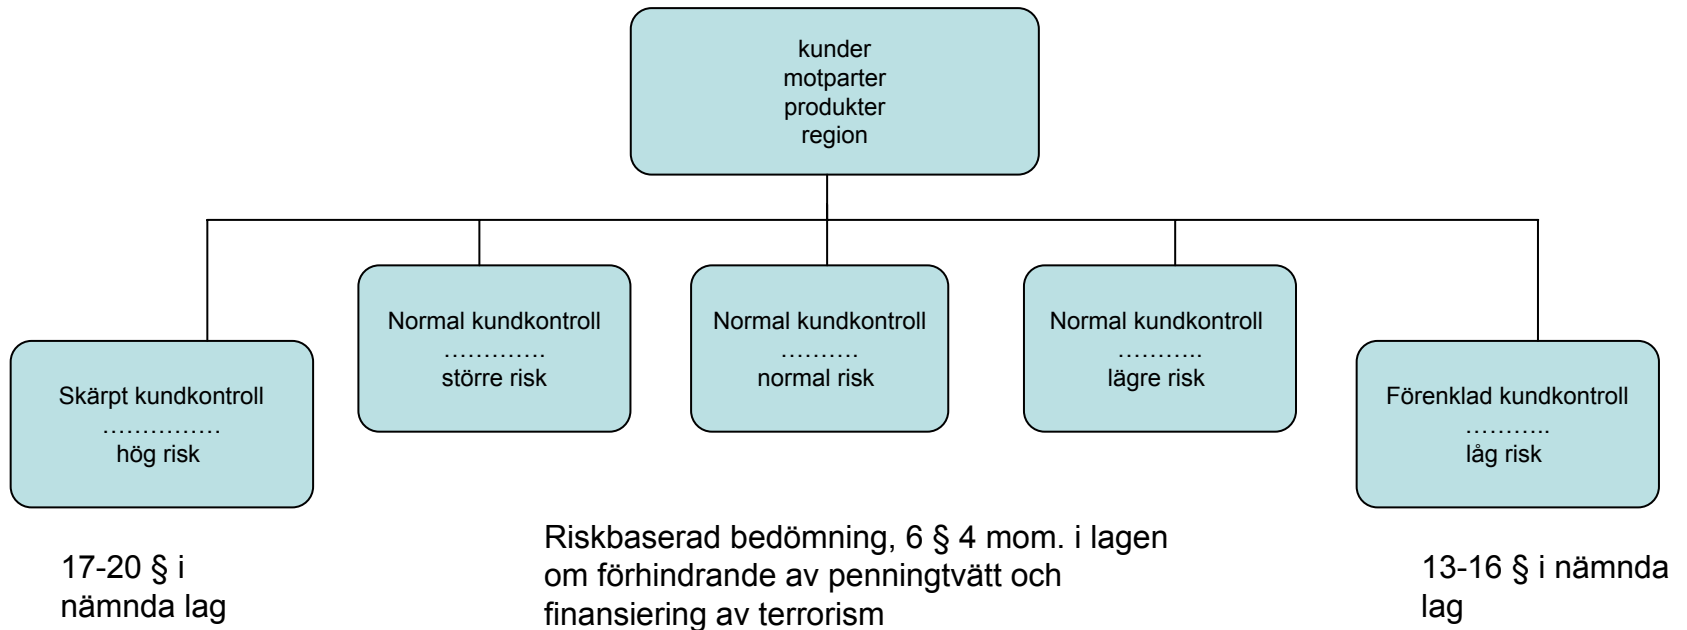 kunder
motparter
produkter
region
Skärpt kundkontroll
……………
hög risk
Normal kundkontroll
………….
större risk
Normal kundkontroll
……….
normal risk
Normal kundkontroll
………..
lägre risk
Förenklad kundkontroll
………..
låg risk
17-20 § i
nämnda lag
Riskbaserad bedömning, 6 § 4 mom. i lagen
om förhindrande av penningtvätt och
finansiering av terrorism
13-16 § i nämnda
lag